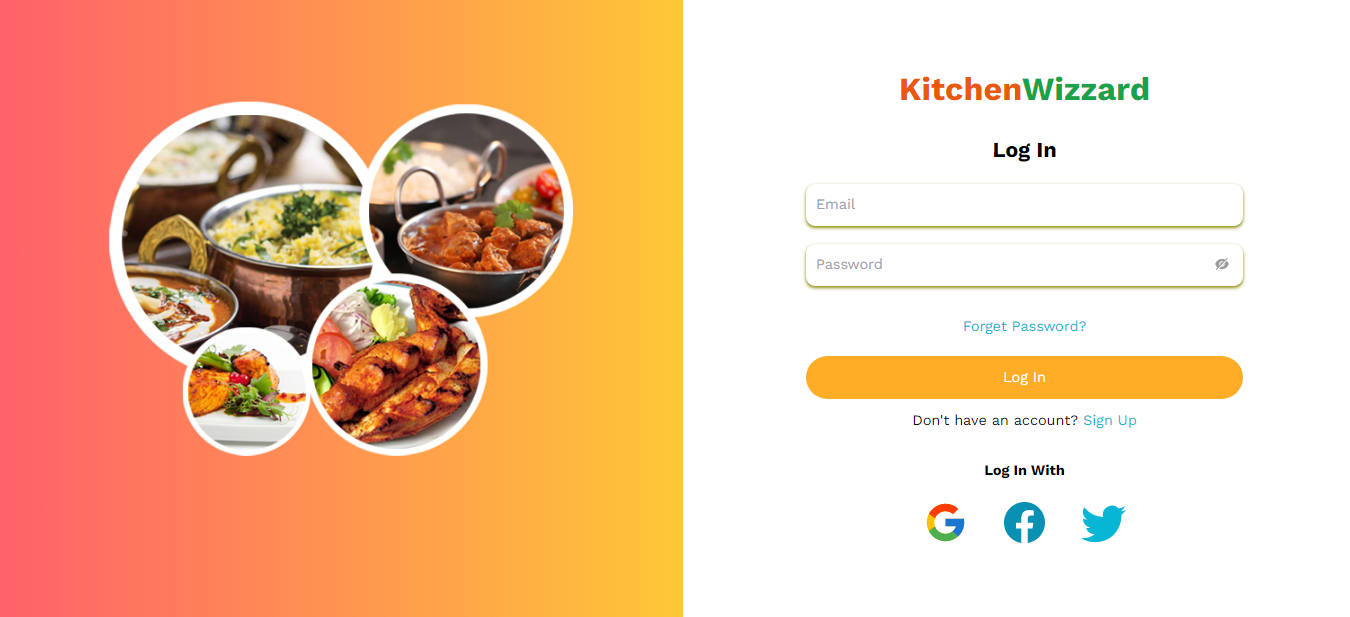 KitchenWizzard
Log In
Email
Password
Forget Password?
Log In
Don't have an account? Sign Up
Log In With